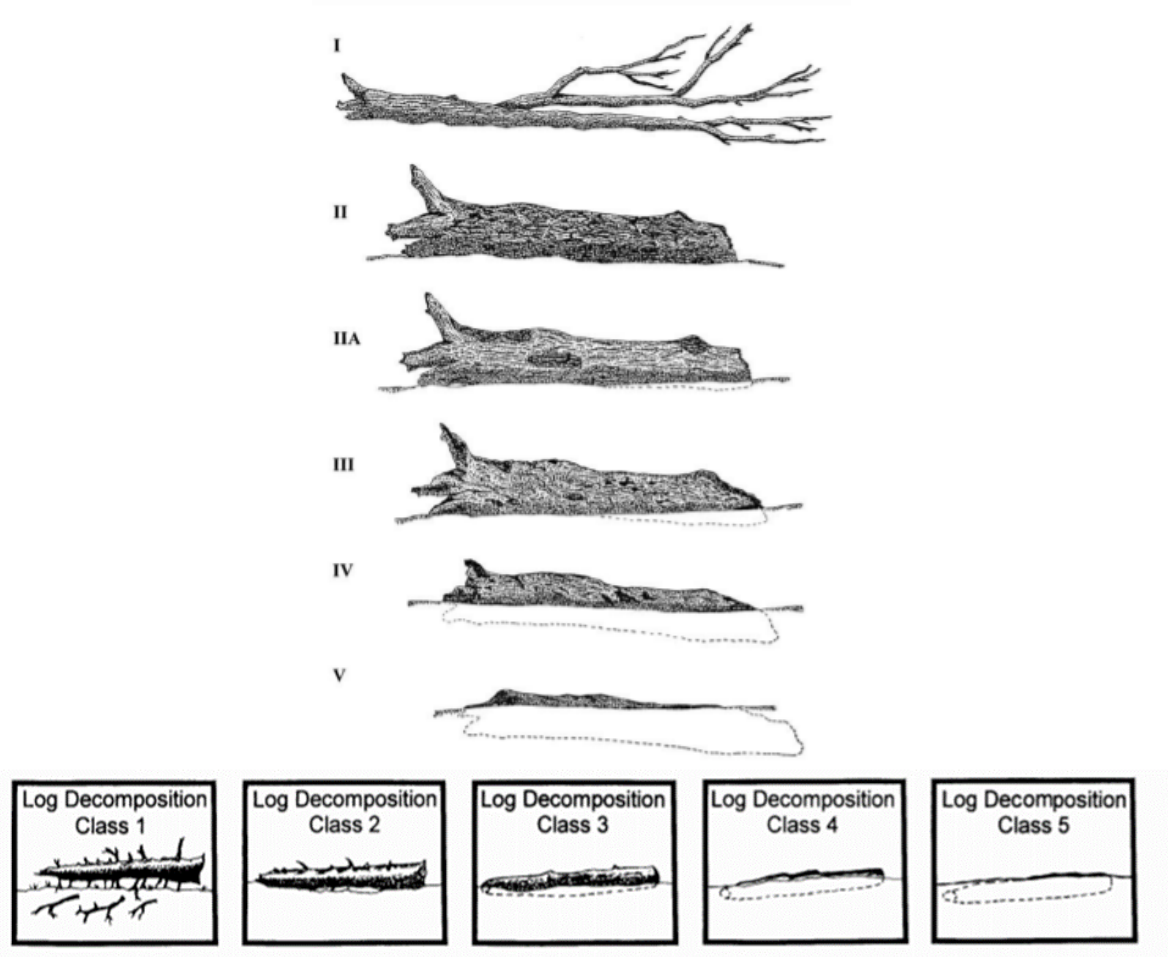 I
II
IIA
III
IV
V
Log Decomposition
Class 1
Log Decomposition
Class 2
Log Decomposition
Class 3
Log Decomposition
Class 4
Log Decomposition
Class 5